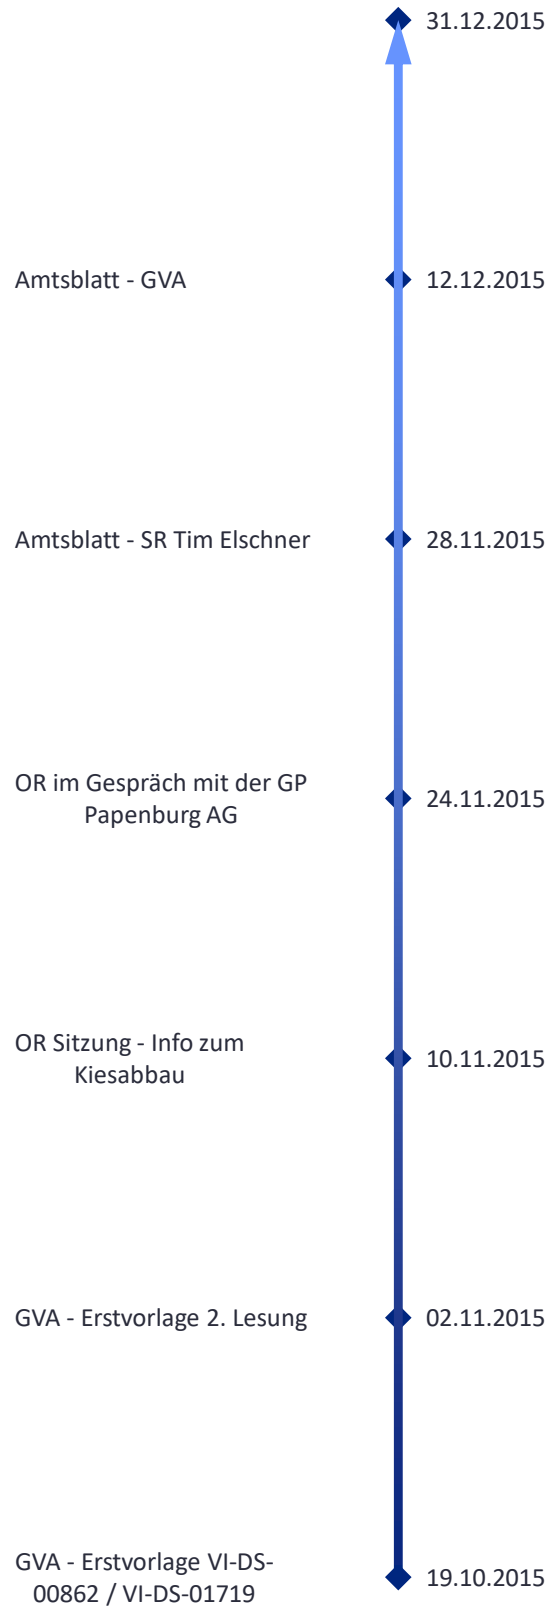 31.12.2015
Amtsblatt - GVA
12.12.2015
Amtsblatt - SR Tim Elschner
28.11.2015
OR im Gespräch mit der GP
Papenburg AG
24.11.2015
OR Sitzung - Info zum
Kiesabbau
10.11.2015
GVA - Erstvorlage 2. Lesung
02.11.2015
GVA - Erstvorlage VI-DS-
00862 / VI-DS-01719
19.10.2015